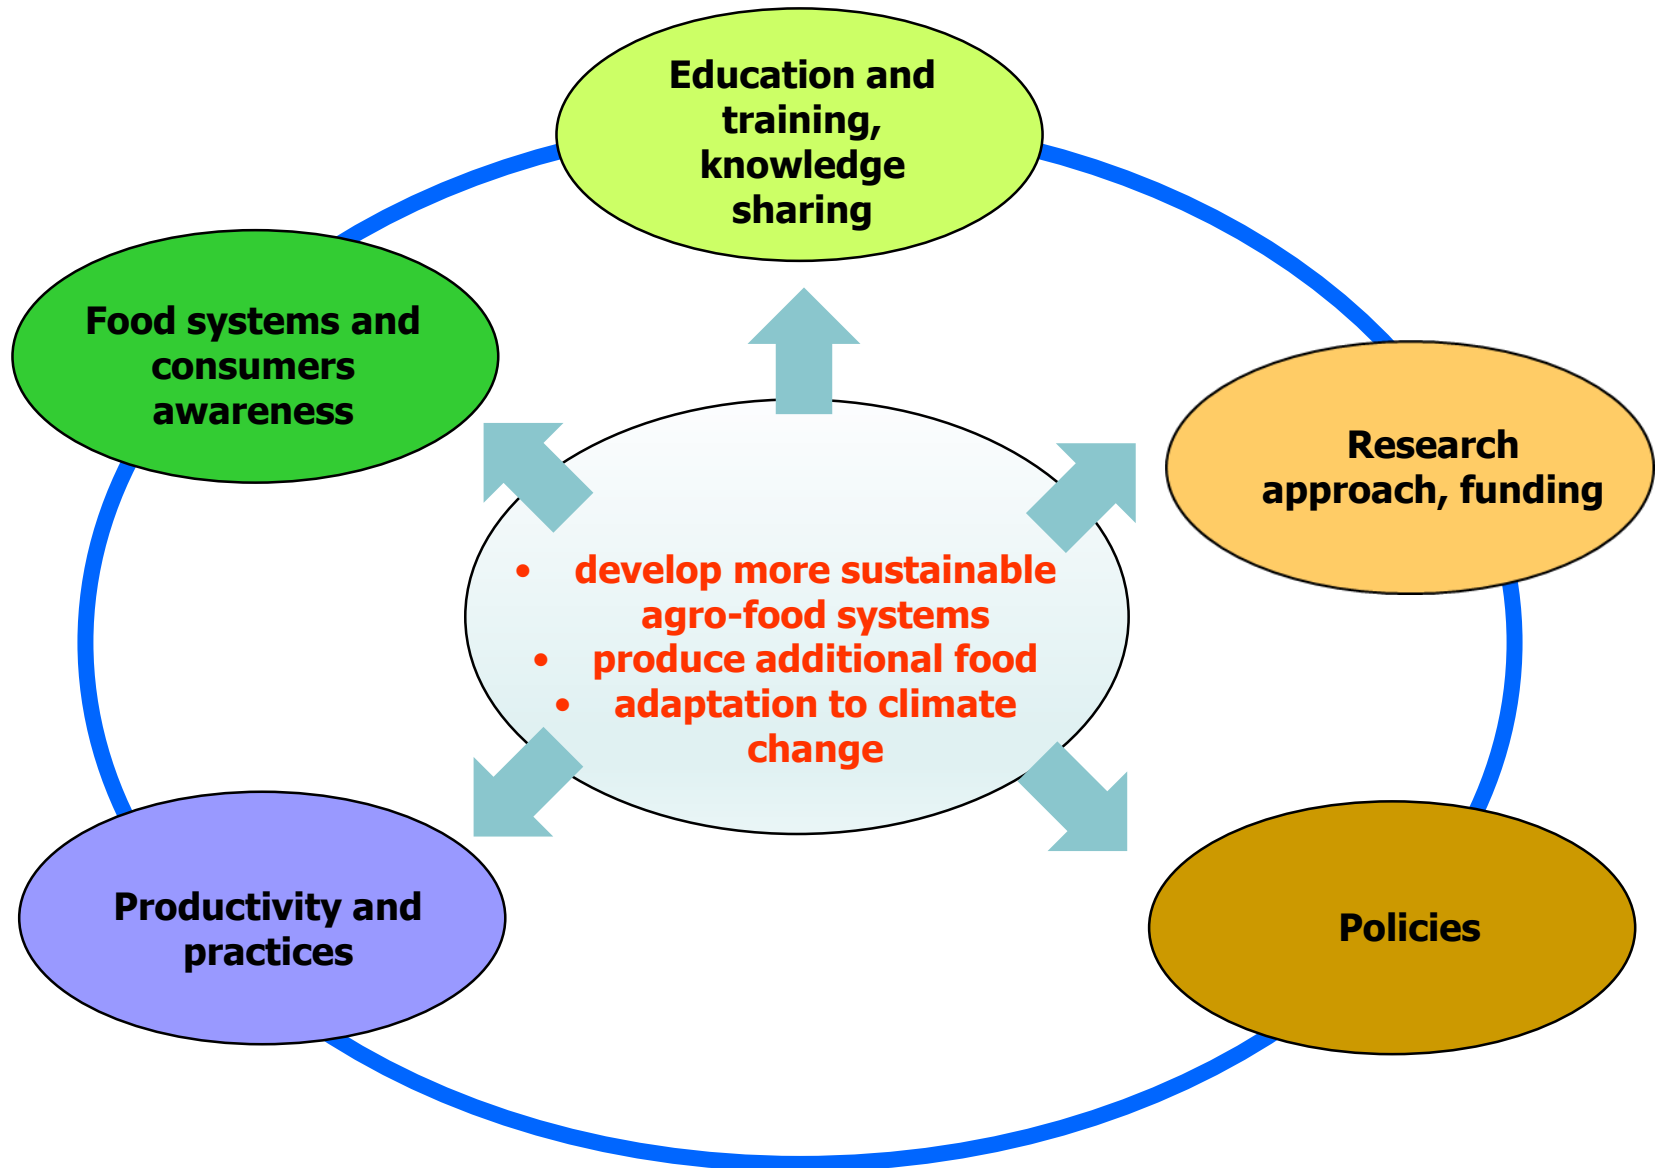 Education and
training,
knowledge
sharing
Food systems and
consumers
awareness
Research
approach, funding
• develop more sustainable
agro-food systems
• produce additional food
• adaptation to climate
change
Productivity and
practices
Policies